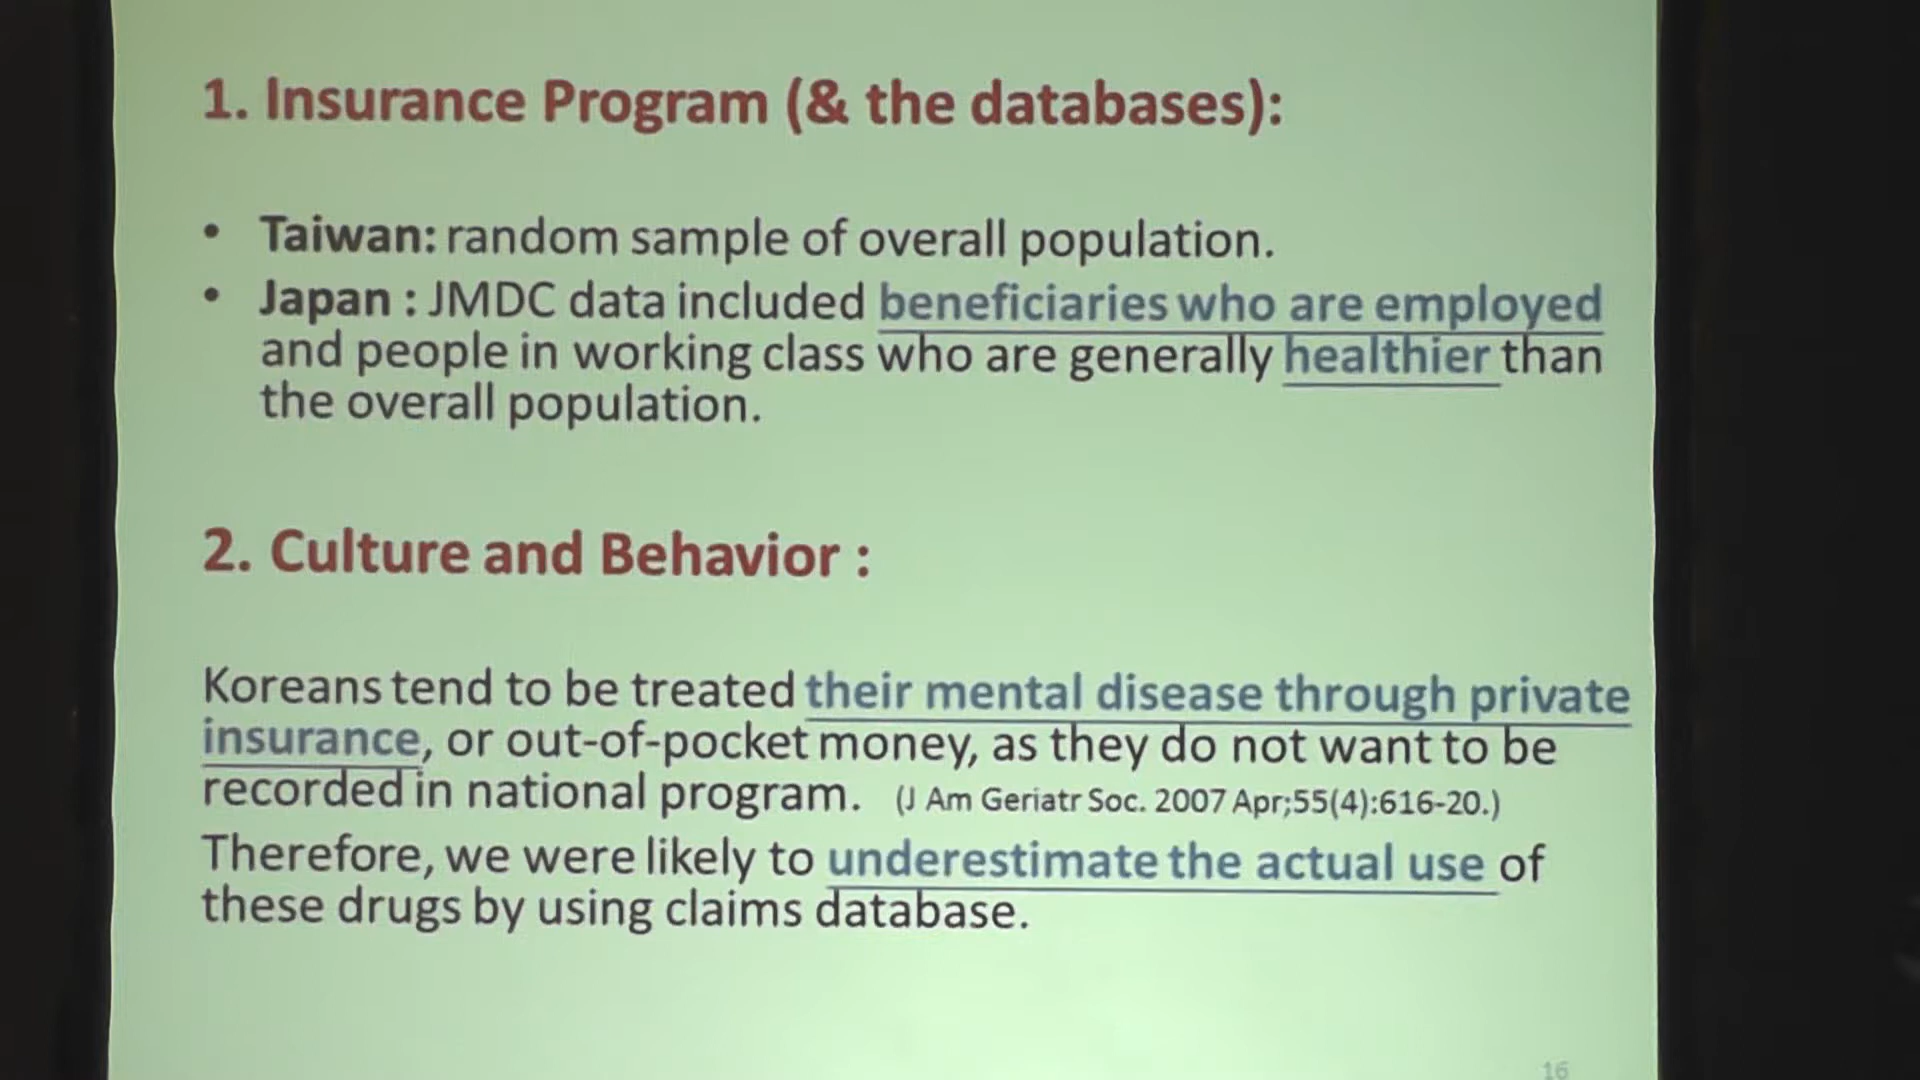 1. Insurance Program (& the databases):
• Taiwan: random sample of overall population.
• Japan : JMDC data included beneficiaries who are employed
and people in working class who are generally healthier than
the overall population.
2. Culture and Behavior :
Koreans tend to be treated their mental disease through private
insurance, or out-of-pocket money, as they do not want to be
recorded in national program. (J Am Geriatr Soc. 2007 Apr;55(4):616-20.)
Therefore, we were likely to underestimate the actual use of
these drugs by using claims database.
16